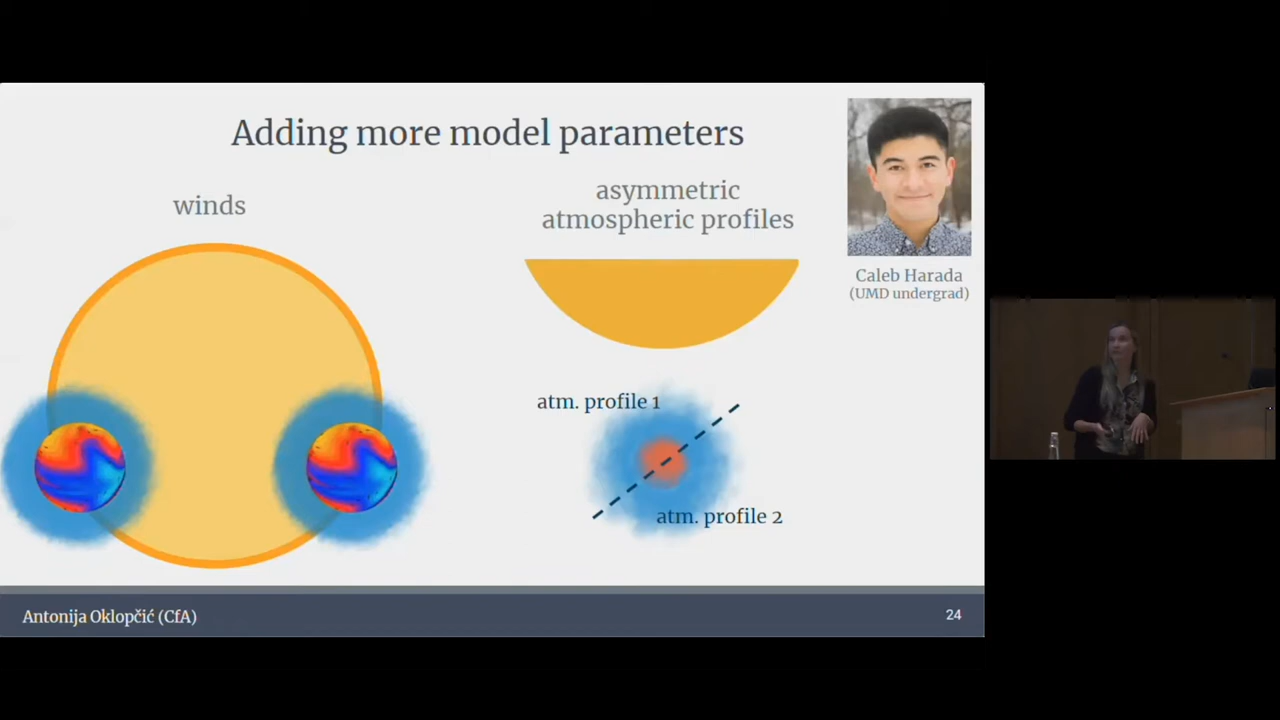 Adding more model parameters
winds
asymmetric
atmospheric profiles
Caleb Harada
(UMD undergrad)
atm. profile 1
atm. profile 2
Antonija Oklopčić (CfA)
24